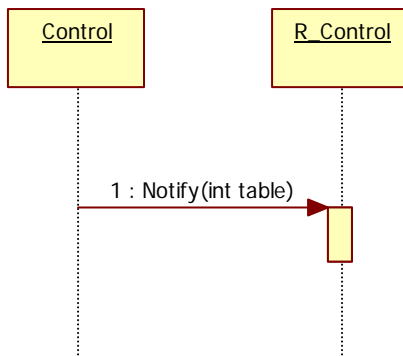 Control
R_Control
1 : Notify(int table)